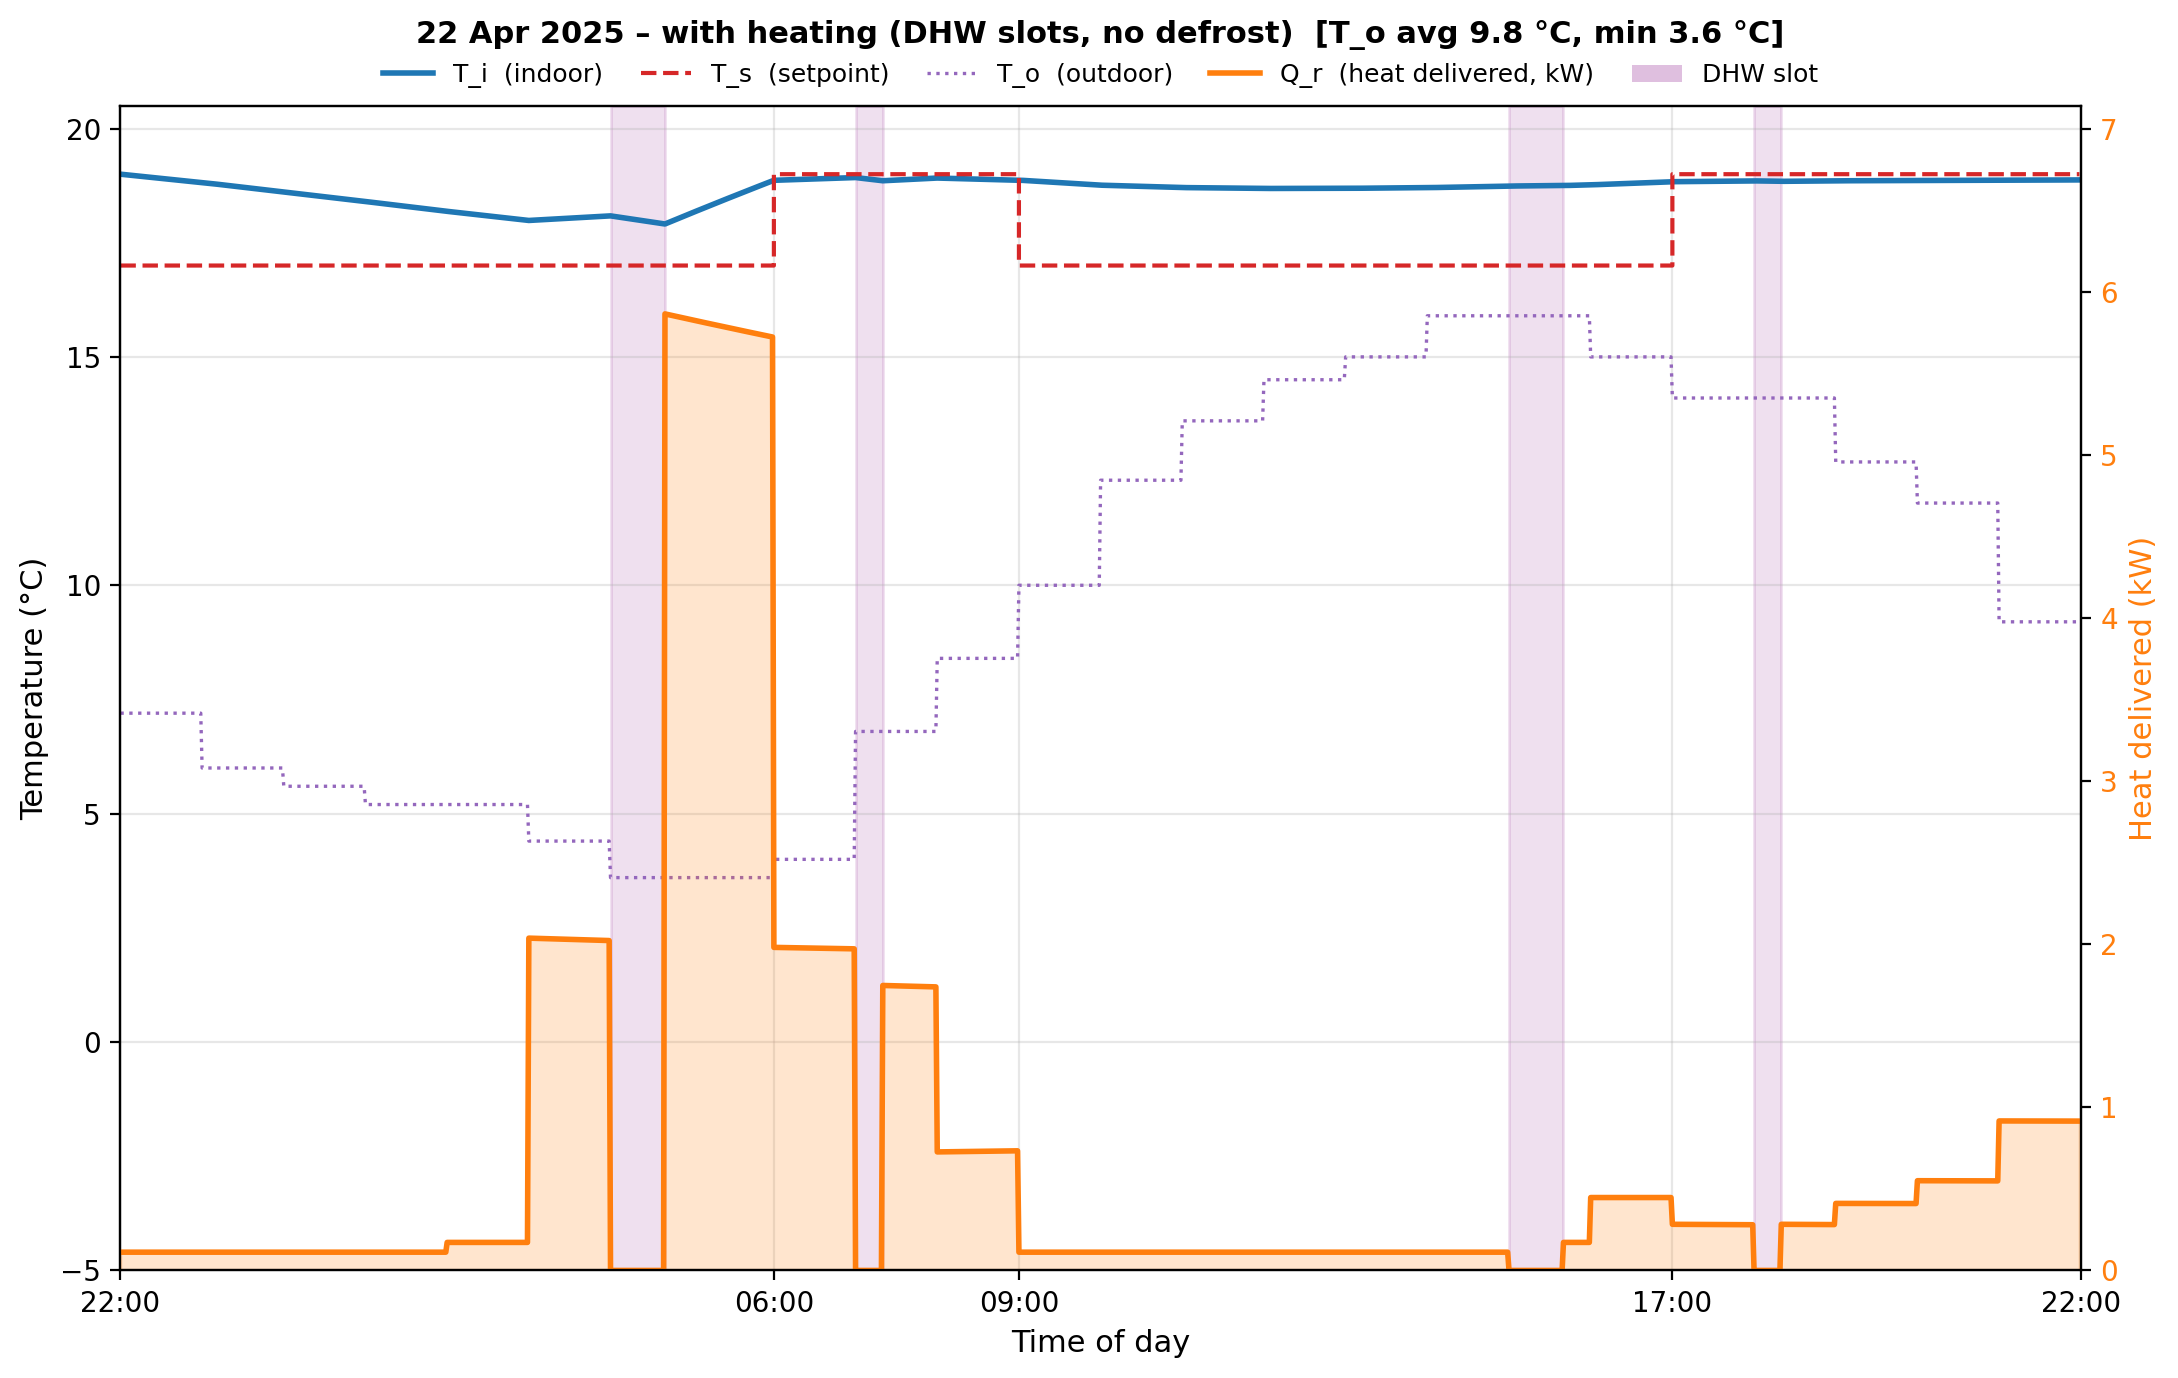 22 Apr 2025 – with heating (DHW slots, no defrost)  [T_o avg 9.8 °C, min 3.6 °C]
T_i  (indoor)  T_s  (setpoint)  T_o  (outdoor)  Q_r  (heat delivered, kW)  DHW slot
20
15
10
5
0
−5
Temperature (°C)
7
6
5
4
3
2
1
0
Heat delivered (kW)
22:00  06:00  09:00  17:00  22:00
Time of day